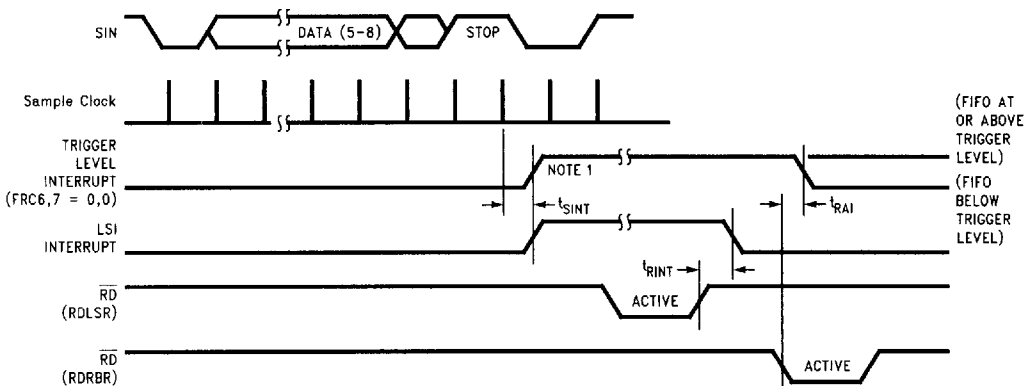 SIN
DATA (5-8)
STOP
Sample Clock
TRIGGER
LEVEL
INTERRUPT
(FRC6,7 = 0,0)
NOTE 1
(FIFO AT
OR ABOVE
TRIGGER
LEVEL)
(FIFO
BELOW
TRIGGER
LEVEL)
tSINT
tRAI
LSI
INTERRUPT
tRINT
RD
(RDLSR)
ACTIVE
RD
(RDRBR)
ACTIVE